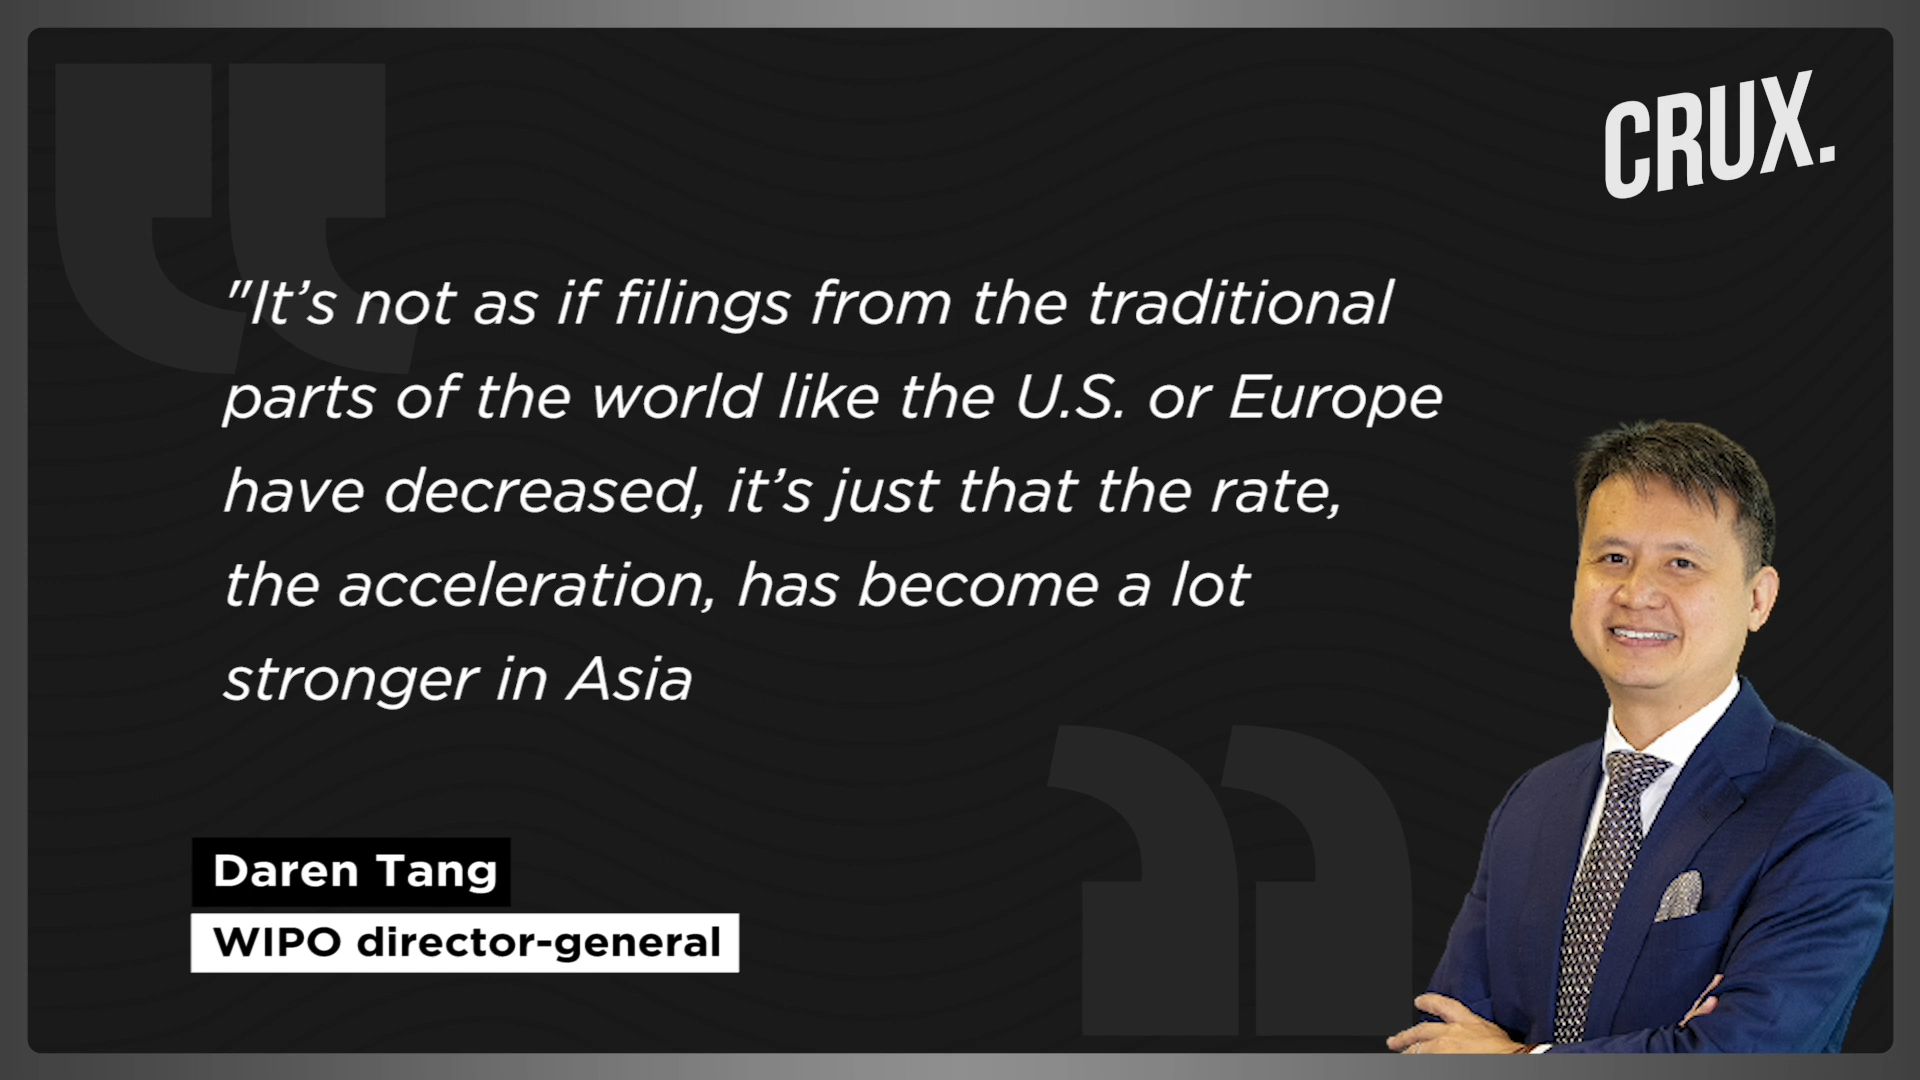 CRUX.
"It’s not as if filings from the traditional
parts of the world like the U.S. or Europe
have decreased, it’s just that the rate,
the acceleration, has become a lot
stronger in Asia
Daren Tang
WIPO director-general